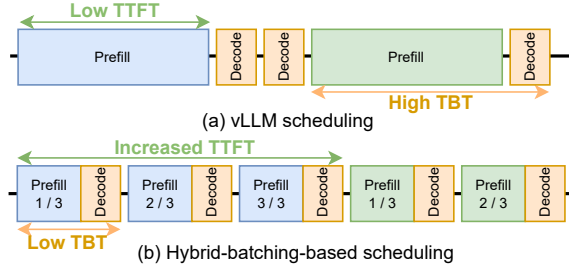 Low TTFT
Prefill
Decode
Decode
Prefill
Decode
High TBT
(a) vLLM scheduling
Increased TTFT
Prefill
1 / 3
Decode
Prefill
2 / 3
Decode
Prefill
3 / 3
Decode
Prefill
1 / 3
Decode
Prefill
2 / 3
Decode
Low TBT
(b) Hybrid-batching-based scheduling